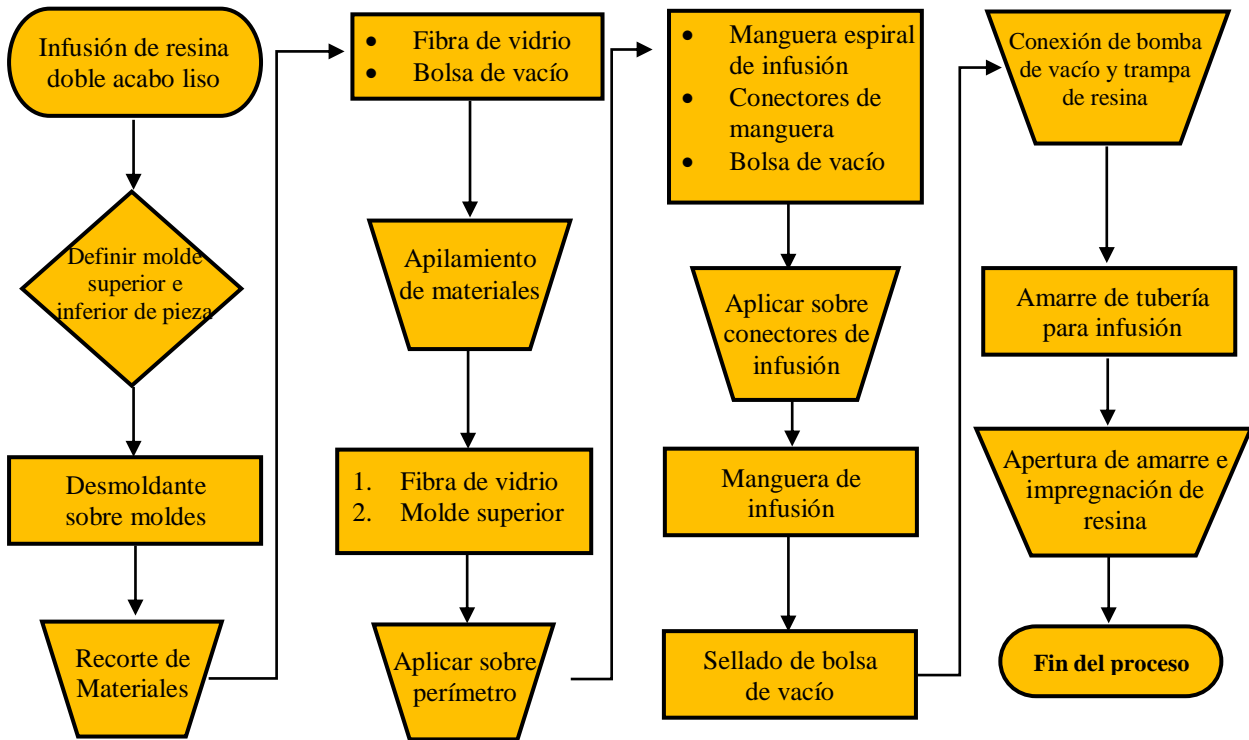 Infusión de resina
doble acabo liso
Definir molde
superior e
inferior de pieza
Desmoldante
sobre moldes
Recorte de
Materiales
• Fibra de vidrio
• Bolsa de vacío
Apilamiento
de materiales
1. Fibra de vidrio
2. Molde superior
Aplicar sobre
perímetro
• Manguera espiral
de infusión
• Conectores de
manguera
• Bolsa de vacío
Aplicar sobre
conectores de
infusión
Manguera de
infusión
Sellado de bolsa
de vacío
Conexión de bomba
de vacío y trampa
de resina
Amarre de tubería
para infusión
Apertura de amarre e
impregnación de
resina
Fin del proceso